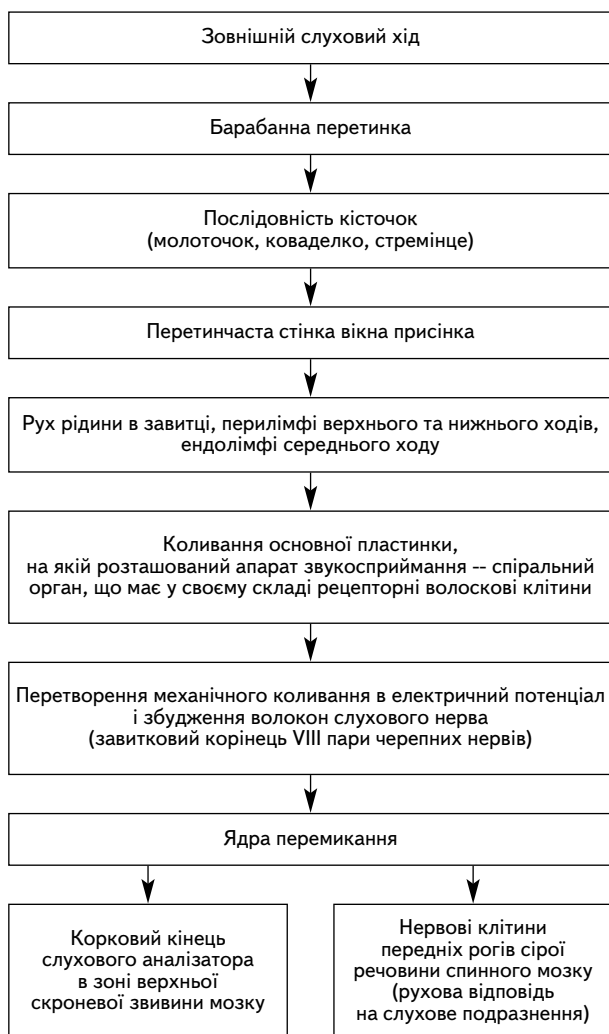 Зовнішній слуховий хід
Барабанна перетинка
Послідовність кісточок
(молоточок, коваделко, стремінце)
Перетинчаста стінка вікна присінка
Рух рідини в завитці, перилімфі верхнього та нижнього ходів,
ендолімфі середнього ходу
Коливання основної пластинки,
на якій розташований апарат звукосприймання -- спіральний
орган, що має у своєму складі рецепторні волоскові клітини
Перетворення механічного коливання в електричний потенціал
і збудження волокон слухового нерва
(завитковий корінець VIII пари черепних нервів)
Ядра перемикання
Корковий кінець
слухового аналізатора
в зоні верхньої
скроневої звивини мозку
Нервові клітини
передніх рогів сірої
речовини спинного мозку
(рухова відповідь
на слухове подразнення)